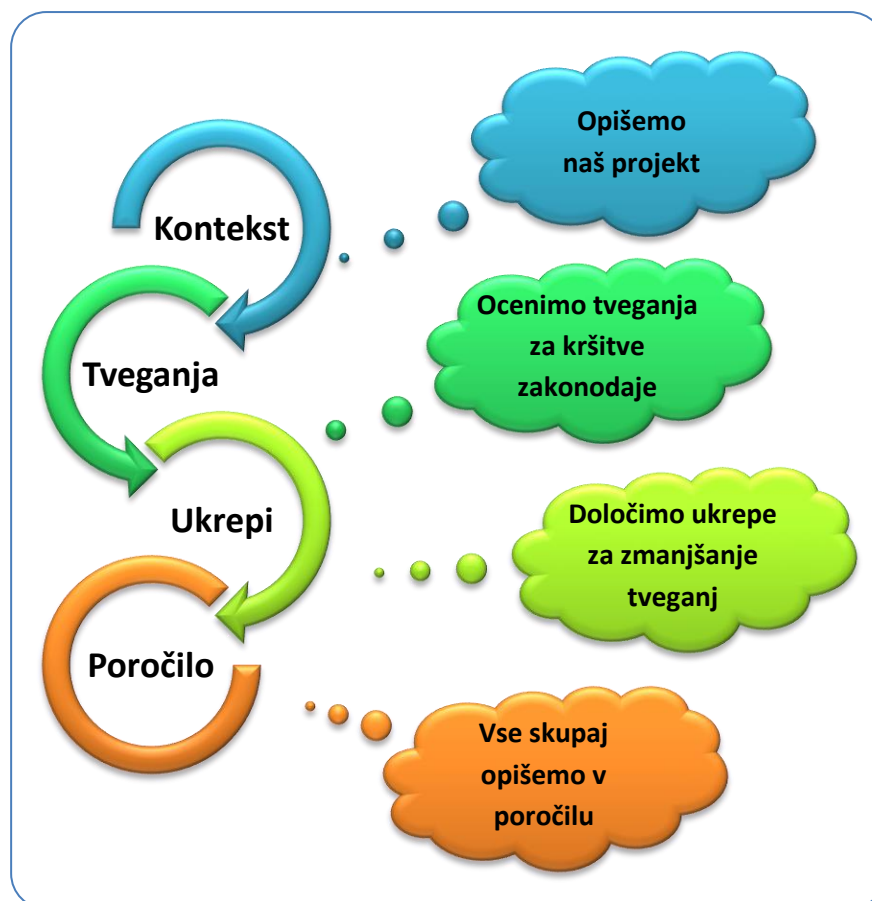 Kontekst
Opišemo
naš projekt
Tveganja
Ocenimo tveganja
za kršitve
zakonodaje
Ukrepi
Določimo ukrepe
za zmanjšanje
tveganj
Poročilo
Vse skupaj
opišemo v
poročilu